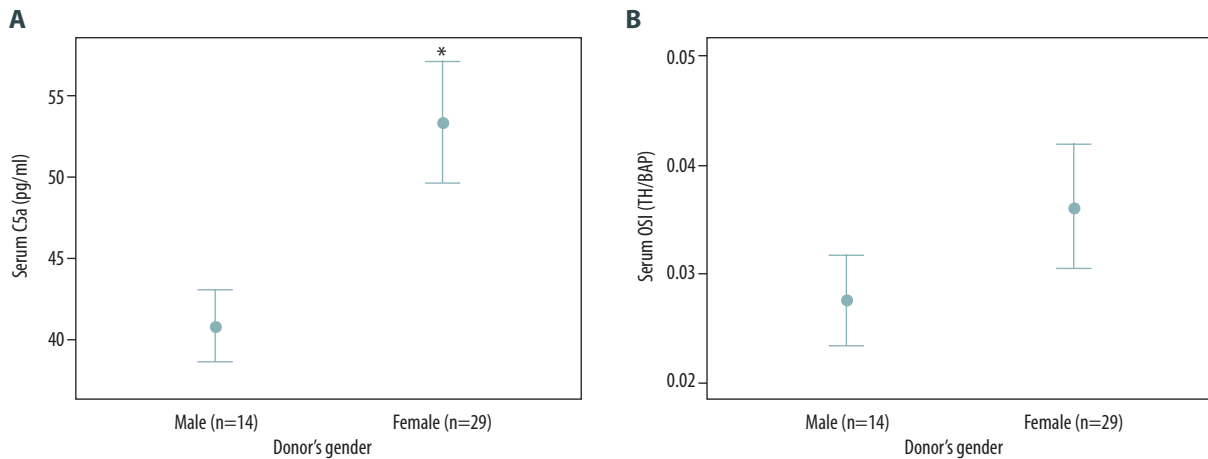 A
Serum C5a (pg/ml)
55
50
45
40
*
Male (n=14)
Female (n=29)
Donor's gender
B
Serum OSI (TH/BAP)
0.05
0.04
0.03
0.02
Male (n=14)
Female (n=29)
Donor's gender